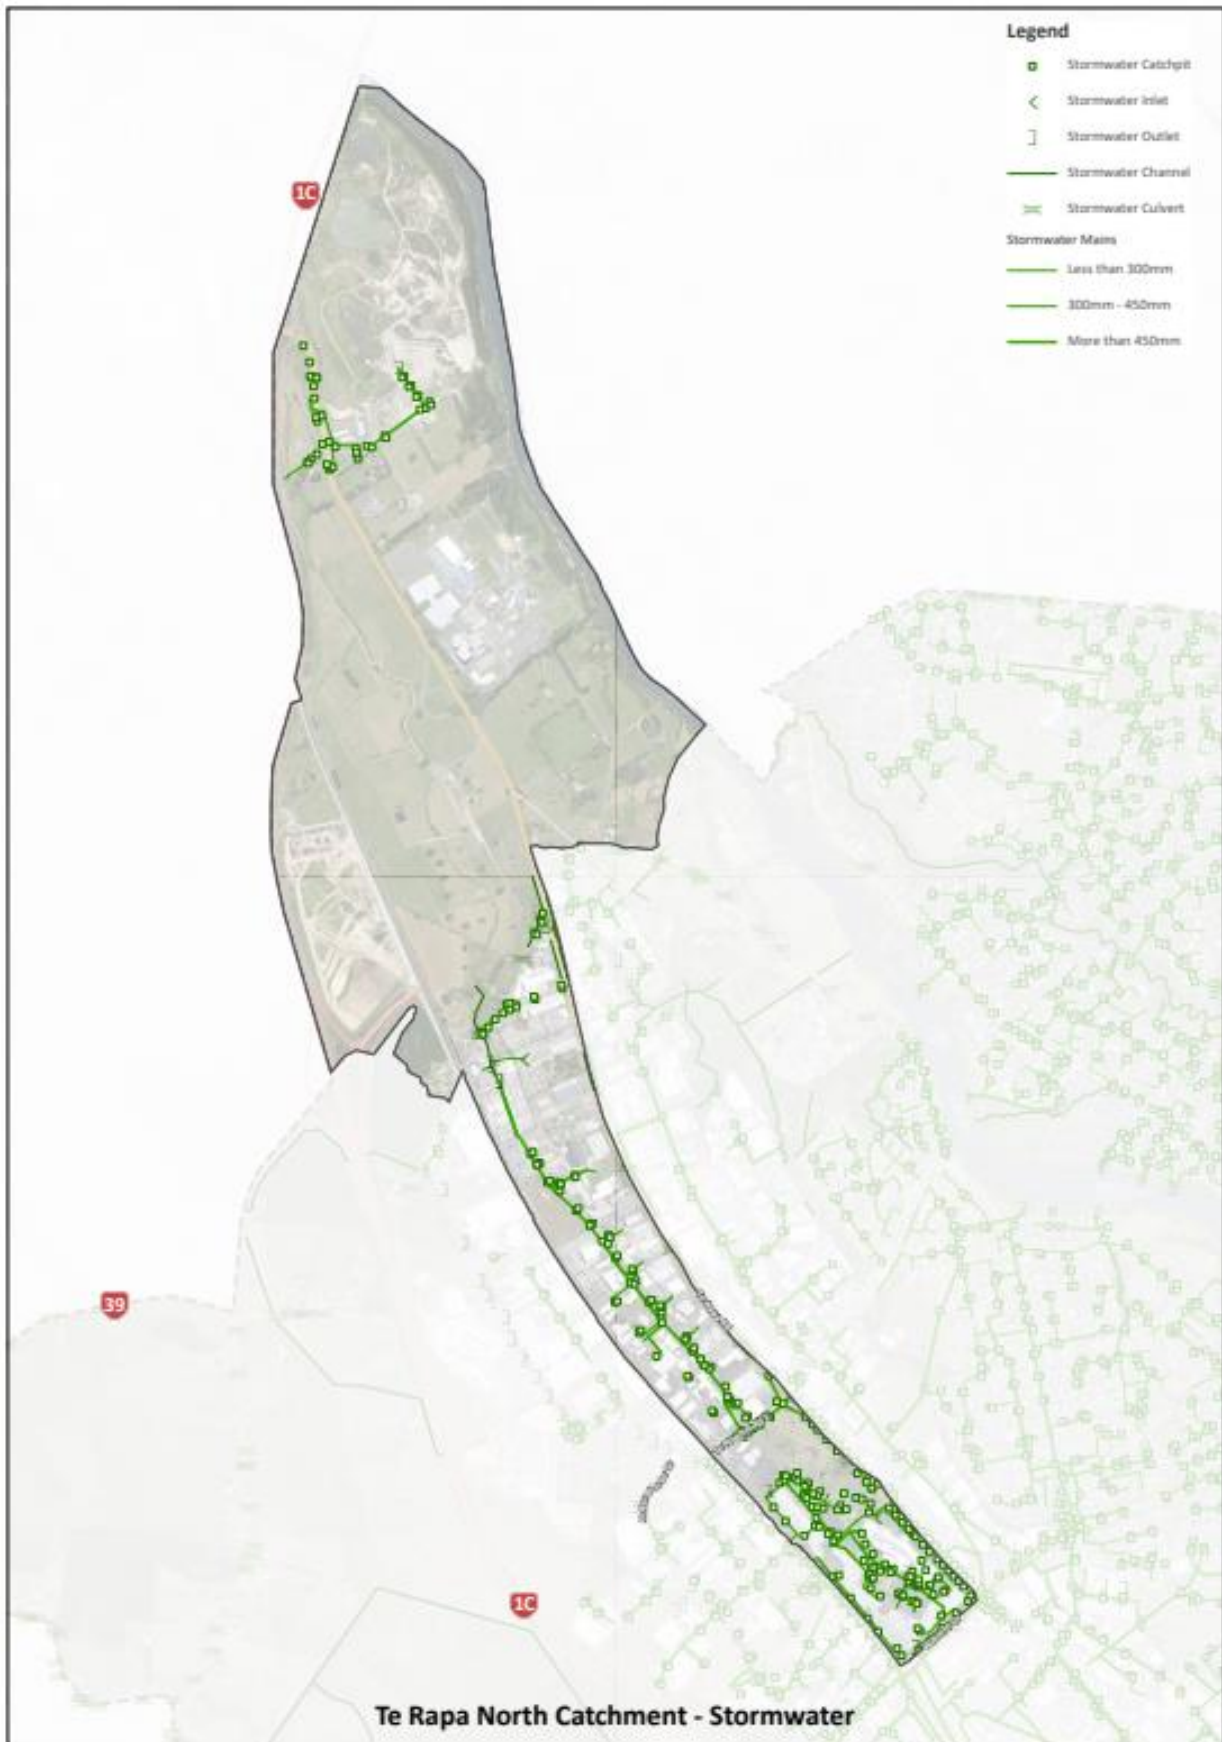 Legend
Stormwater Catchpit
Stormwater Inlet
Stormwater Outlet
Stormwater Channel
Stormwater Culvert
Stormwater Mains
Less than 300mm
300mm - 450mm
More than 450mm
1C
39
1C
Te Rapa North Catchment - Stormwater